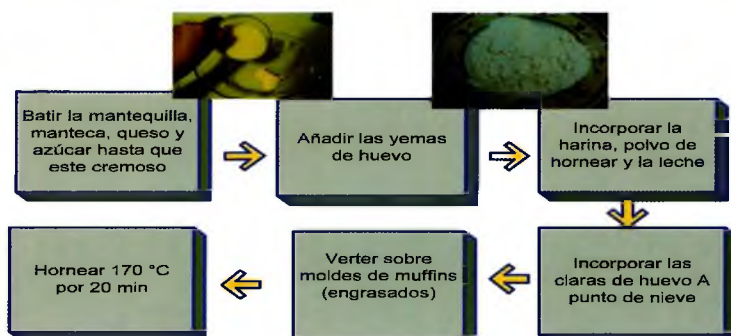 Batir la mantequilla,
manteca, queso y
azúcar hasta que
este cremoso
Añadir las yemas
de huevo
Incorporar la
harina, polvo de
hornear y la leche
Incorporar las
claras de huevo A
punto de nieve
Verter sobre
moldes de muffins
(engrasados)
Hornear 170 °C
por 20 min